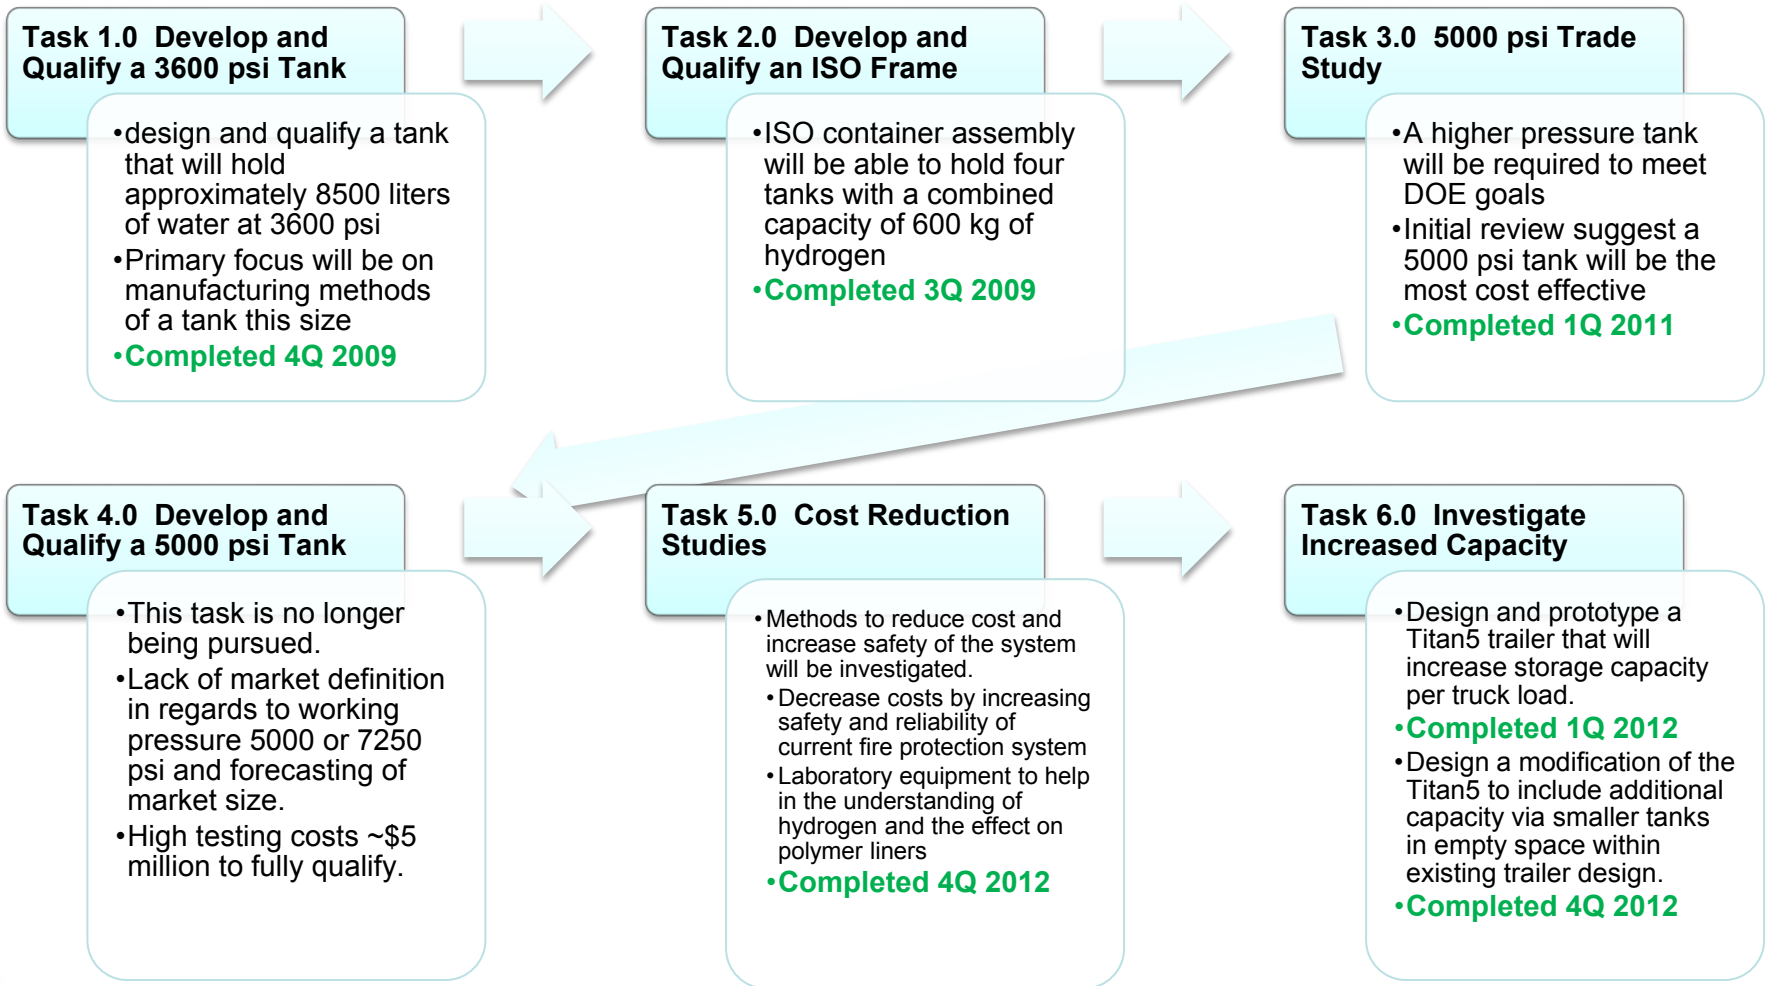 Task 1.0  Develop and
Qualify a 3600 psi Tank
•design and qualify a tank
that will hold
approximately 8500 liters
of water at 3600 psi
•Primary focus will be on
manufacturing methods
of a tank this size
•Completed 4Q 2009
Task 2.0  Develop and
Qualify an ISO Frame
•ISO container assembly
will be able to hold four
tanks with a combined
capacity of 600 kg of
hydrogen
•Completed 3Q 2009
Task 3.0  5000 psi Trade
Study
•A higher pressure tank
will be required to meet
DOE goals
•Initial review suggest a
5000 psi tank will be the
most cost effective
•Completed 1Q 2011
Task 4.0  Develop and
Qualify a 5000 psi Tank
•This task is no longer
being pursued.
•Lack of market definition
in regards to working
pressure 5000 or 7250
psi and forecasting of
market size.
•High testing costs ~$5
million to fully qualify.
Task 5.0  Cost Reduction
Studies
•Methods to reduce cost and
increase safety of the system
will be investigated.
•Decrease costs by increasing
safety and reliability of
current fire protection system
•Laboratory equipment to help
in the understanding of
hydrogen and the effect on
polymer liners
•Completed 4Q 2012
Task 6.0  Investigate
Increased Capacity
•Design and prototype a
Titan5 trailer that will
increase storage capacity
per truck load.
•Completed 1Q 2012
•Design a modification of the
Titan5 to include additional
capacity via smaller tanks
in empty space within
existing trailer design.
•Completed 4Q 2012